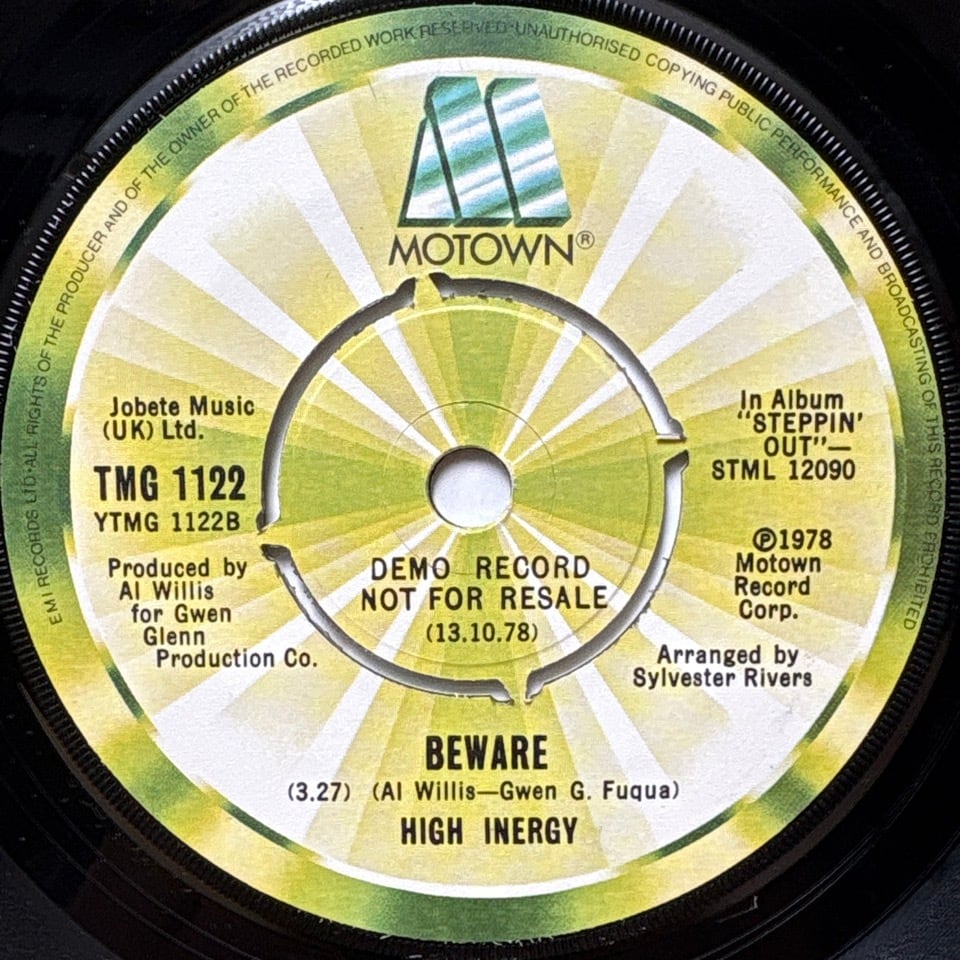 EMI RECORDS LTD·ALL RIGHTS OF THE PRODUCER AND OF THE OWNER OF THE RECORDED WORK RESERVED·UNAUTHORISED COPYING PUBLIC PERFORMANCE AND BROADCASTING OF THIS RECORD PROHIBITED
MOTOWN®
Jobete Music
(UK) Ltd.
TMG 1122
YTMG 1122B
Produced by
Al Willis
for Gwen
Glenn
Production Co.
In Album
"STEPPIN'
OUT"—
STML 12090
℗1978
Motown
Record
Corp.
Arranged by
Sylvester Rivers
DEMO RECORD
NOT FOR RESALE
(13.10.78)
BEWARE
(3.27) (Al Willis—Gwen G. Fuqua)
HIGH INERGY